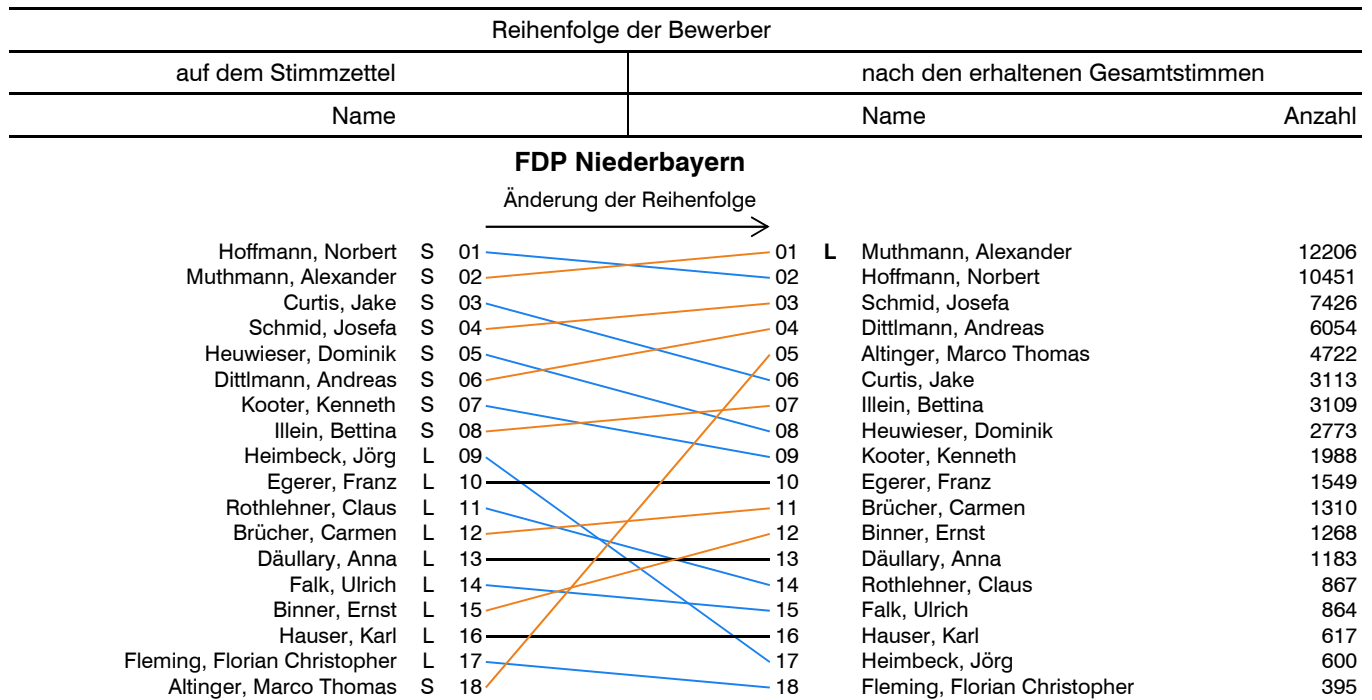 Reihenfolge der Bewerber
auf dem Stimmzettel nach den erhaltenen Gesamtstimmen
Name Name Anzahl
FDP Niederbayern
Änderung der Reihenfolge
Hoffmann, Norbert S 01 01 L Muthmann, Alexander 12206
Muthmann, Alexander S 02 02 Hoffmann, Norbert 10451
Curtis, Jake S 03 03 Schmid, Josefa 7426
Schmid, Josefa S 04 04 Dittlmann, Andreas 6054
Heuwieser, Dominik S 05 05 Altinger, Marco Thomas 4722
Dittlmann, Andreas S 06 06 Curtis, Jake 3113
Kooter, Kenneth S 07 07 Illein, Bettina 3109
Illein, Bettina S 08 08 Heuwieser, Dominik 2773
Heimbeck, Jörg L 09 09 Kooter, Kenneth 1988
Egerer, Franz L 10 10 Egerer, Franz 1549
Rothlehner, Claus L 11 11 Brücher, Carmen 1310
Brücher, Carmen L 12 12 Binner, Ernst 1268
Däullary, Anna L 13 13 Däullary, Anna 1183
Falk, Ulrich L 14 14 Rothlehner, Claus 867
Binner, Ernst L 15 15 Falk, Ulrich 864
Hauser, Karl L 16 16 Hauser, Karl 617
Fleming, Florian Christopher L 17 17 Heimbeck, Jörg 600
Altinger, Marco Thomas S 18 18 Fleming, Florian Christopher 395